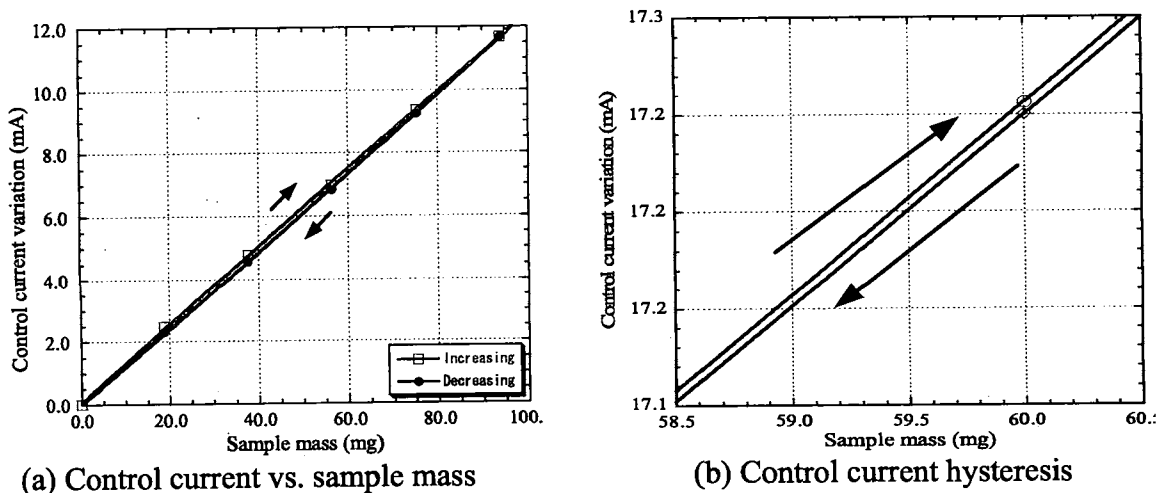 12.0
10.0
8.0
6.0
4.0
2.0
0.0
Control current variation (mA)
Increasing
Decreasing
0.0 20.0 40.0 60.0 80.0 100.
Sample mass (mg)
(a) Control current vs. sample mass
17.3
17.2
17.2
17.2
17.1
Control current variation (mA)
58.5 59.0 59.5 60.0 60.5
Sample mass (mg)
(b) Control current hysteresis